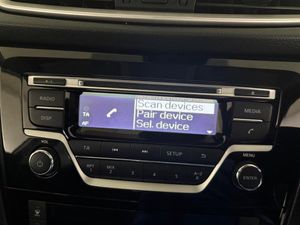 RADIO
MEDIA
DISP
TA
AF
Scan devices
Pair device
Sel. device
TA
SETUP
VOL
MENU
APT
1
2
3
4
5
6